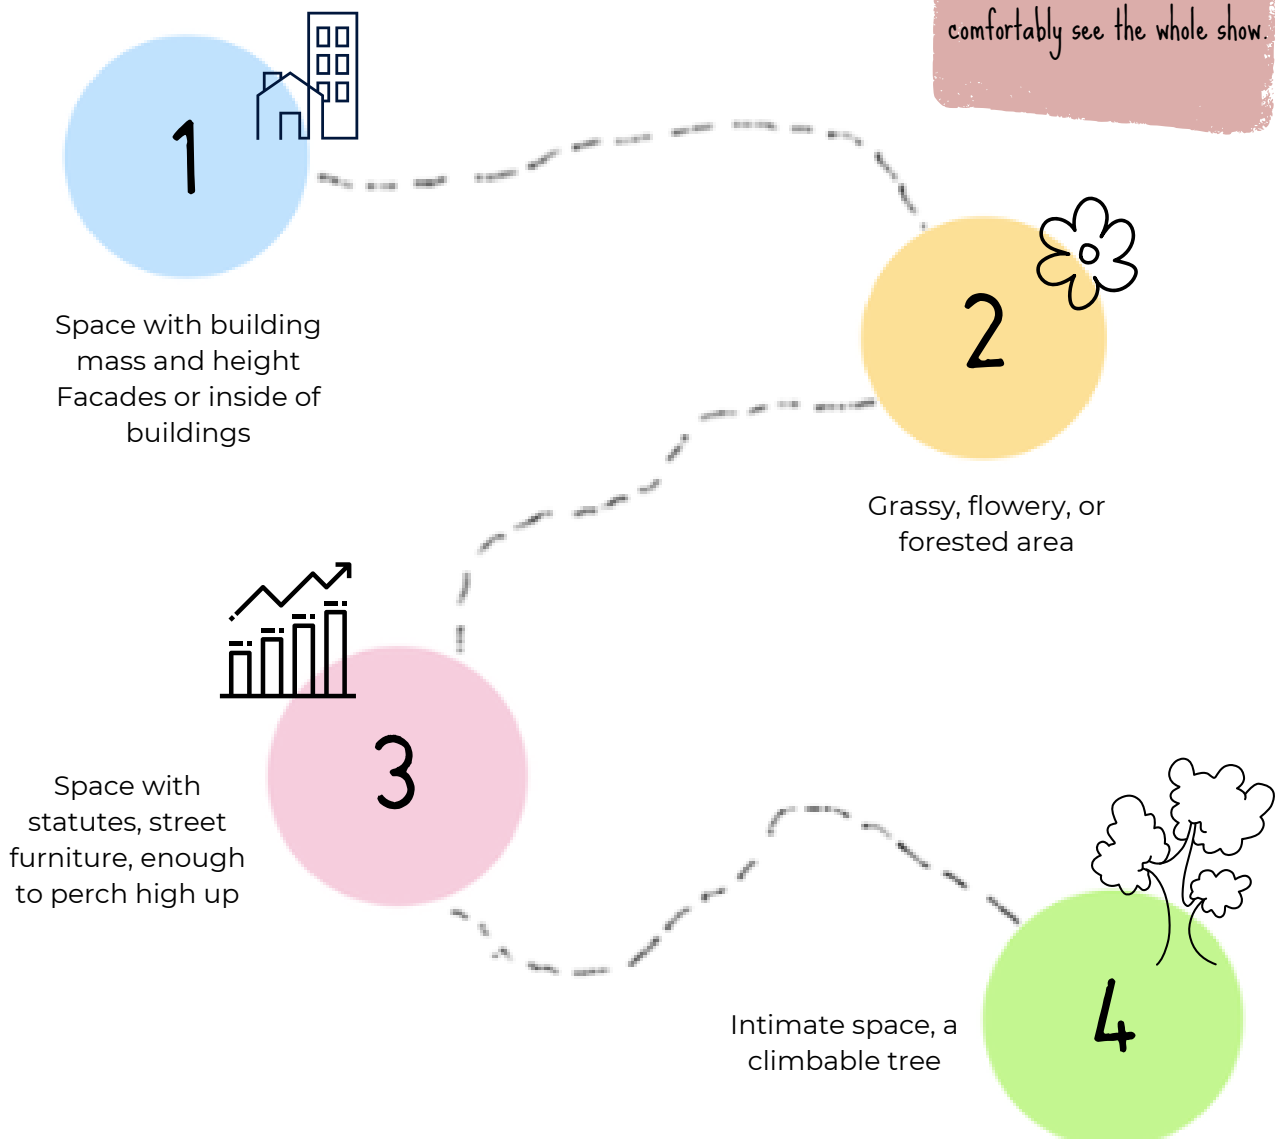 comfortably see the whole show.
1
Space with building
mass and height
Facades or inside of
buildings
2
Grassy, flowery, or
forested area
3
Space with
statutes, street
furniture, enough
to perch high up
4
Intimate space, a
climbable tree